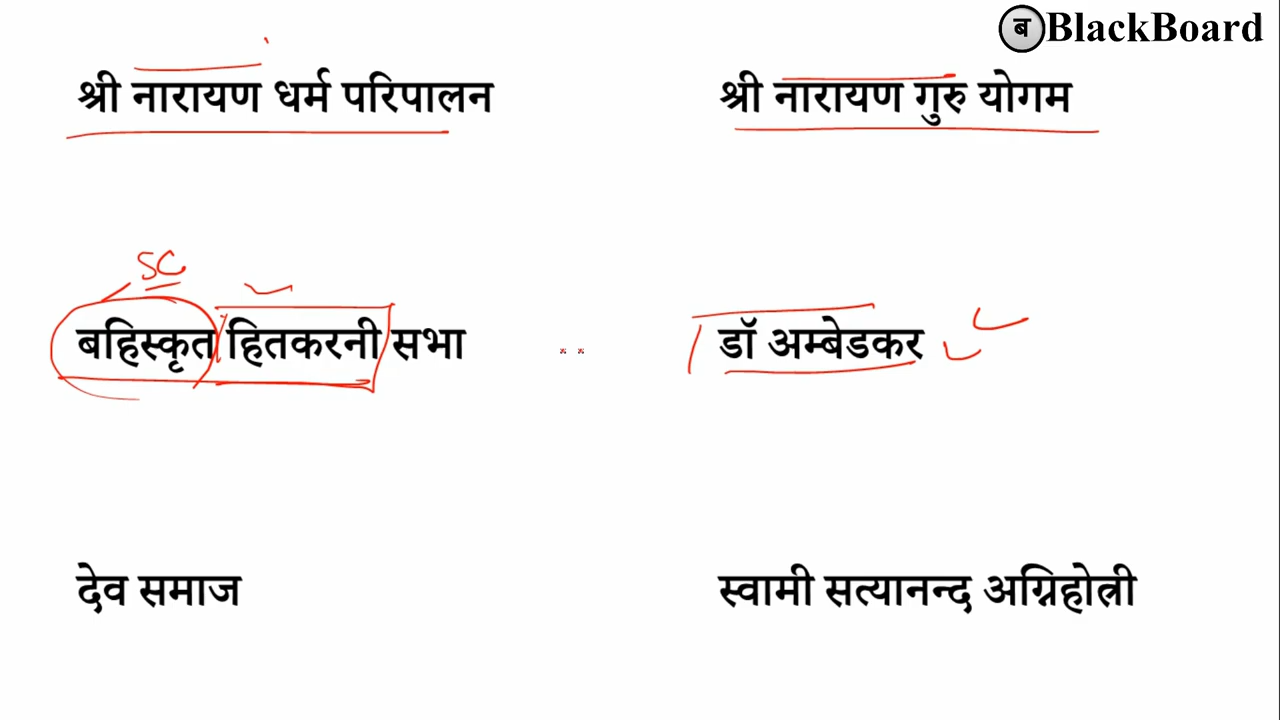 ब BlackBoard
श्री नारायण धर्म परिपालन श्री नारायण गुरु योगम
SC
बहिस्कृत हितकरनी सभा डॉ अम्बेडकर
देव समाज स्वामी सत्यानन्द अग्निहोत्री